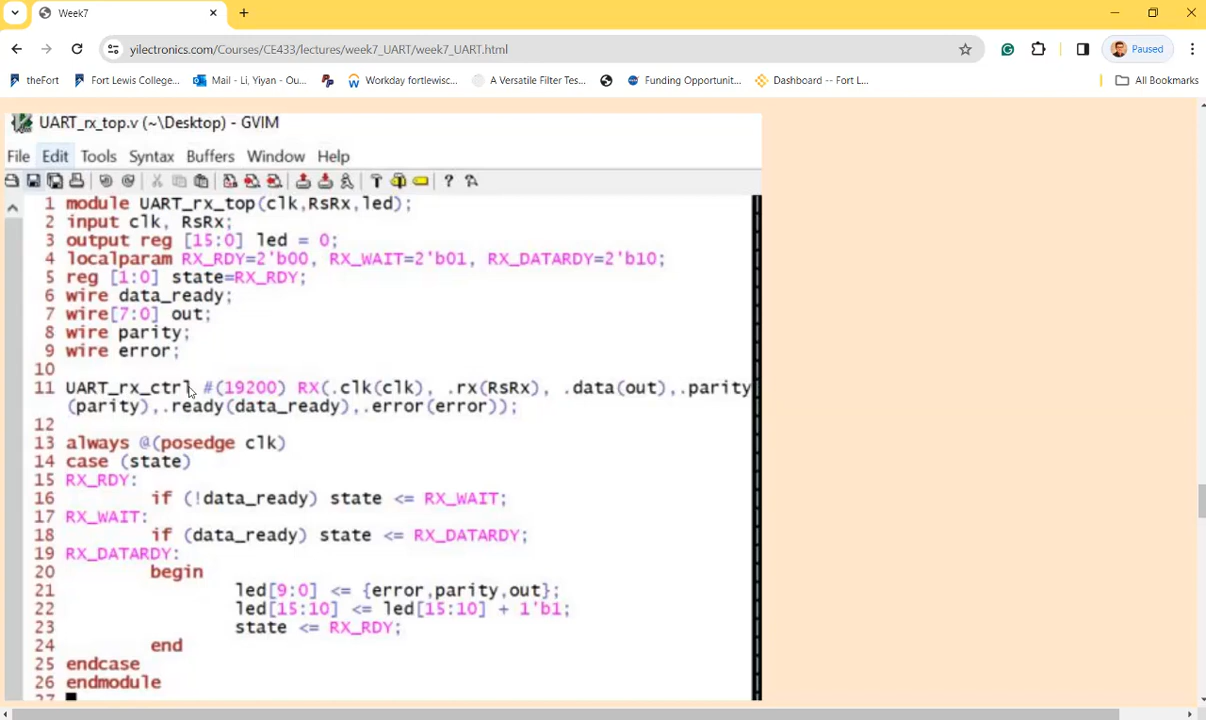 Week7
yilectronics.com/Courses/CE433/lectures/week7_UART/week7_UART.html
Paused
theFort
Fort Lewis College...
Mail - Li, Yiyan - Ou...
Workday fortlewisc...
A Versatile Filter Tes...
Funding Opportunit...
Dashboard -- Fort L...
All Bookmarks
UART_rx_top.v (~\Desktop) - GVIM
File Edit Tools Syntax Buffers Window Help
1 module UART_rx_top(clk,RsRx,led);
2 input clk, RsRx;
3 output reg [15:0] led = 0;
4 localparam RX_RDY=2'b00, RX_WAIT=2'b01, RX_DATARDY=2'b10;
5 reg [1:0] state=RX_RDY;
6 wire data_ready;
7 wire[7:0] out;
8 wire parity;
9 wire error;
10
11 UART_rx_ctrl #(19200) RX(.clk(clk), .rx(RsRx), .data(out),.parity
(parity),.ready(data_ready),.error(error));
12
13 always @(posedge clk)
14 case (state)
15 RX_RDY:
16 if (!data_ready) state <= RX_WAIT;
17 RX_WAIT:
18 if (data_ready) state <= RX_DATARDY;
19 RX_DATARDY:
20 begin
21 led[9:0] <= {error,parity,out};
22 led[15:10] <= led[15:10] + 1'b1;
23 state <= RX_RDY;
24 end
25 endcase
26 endmodule
27